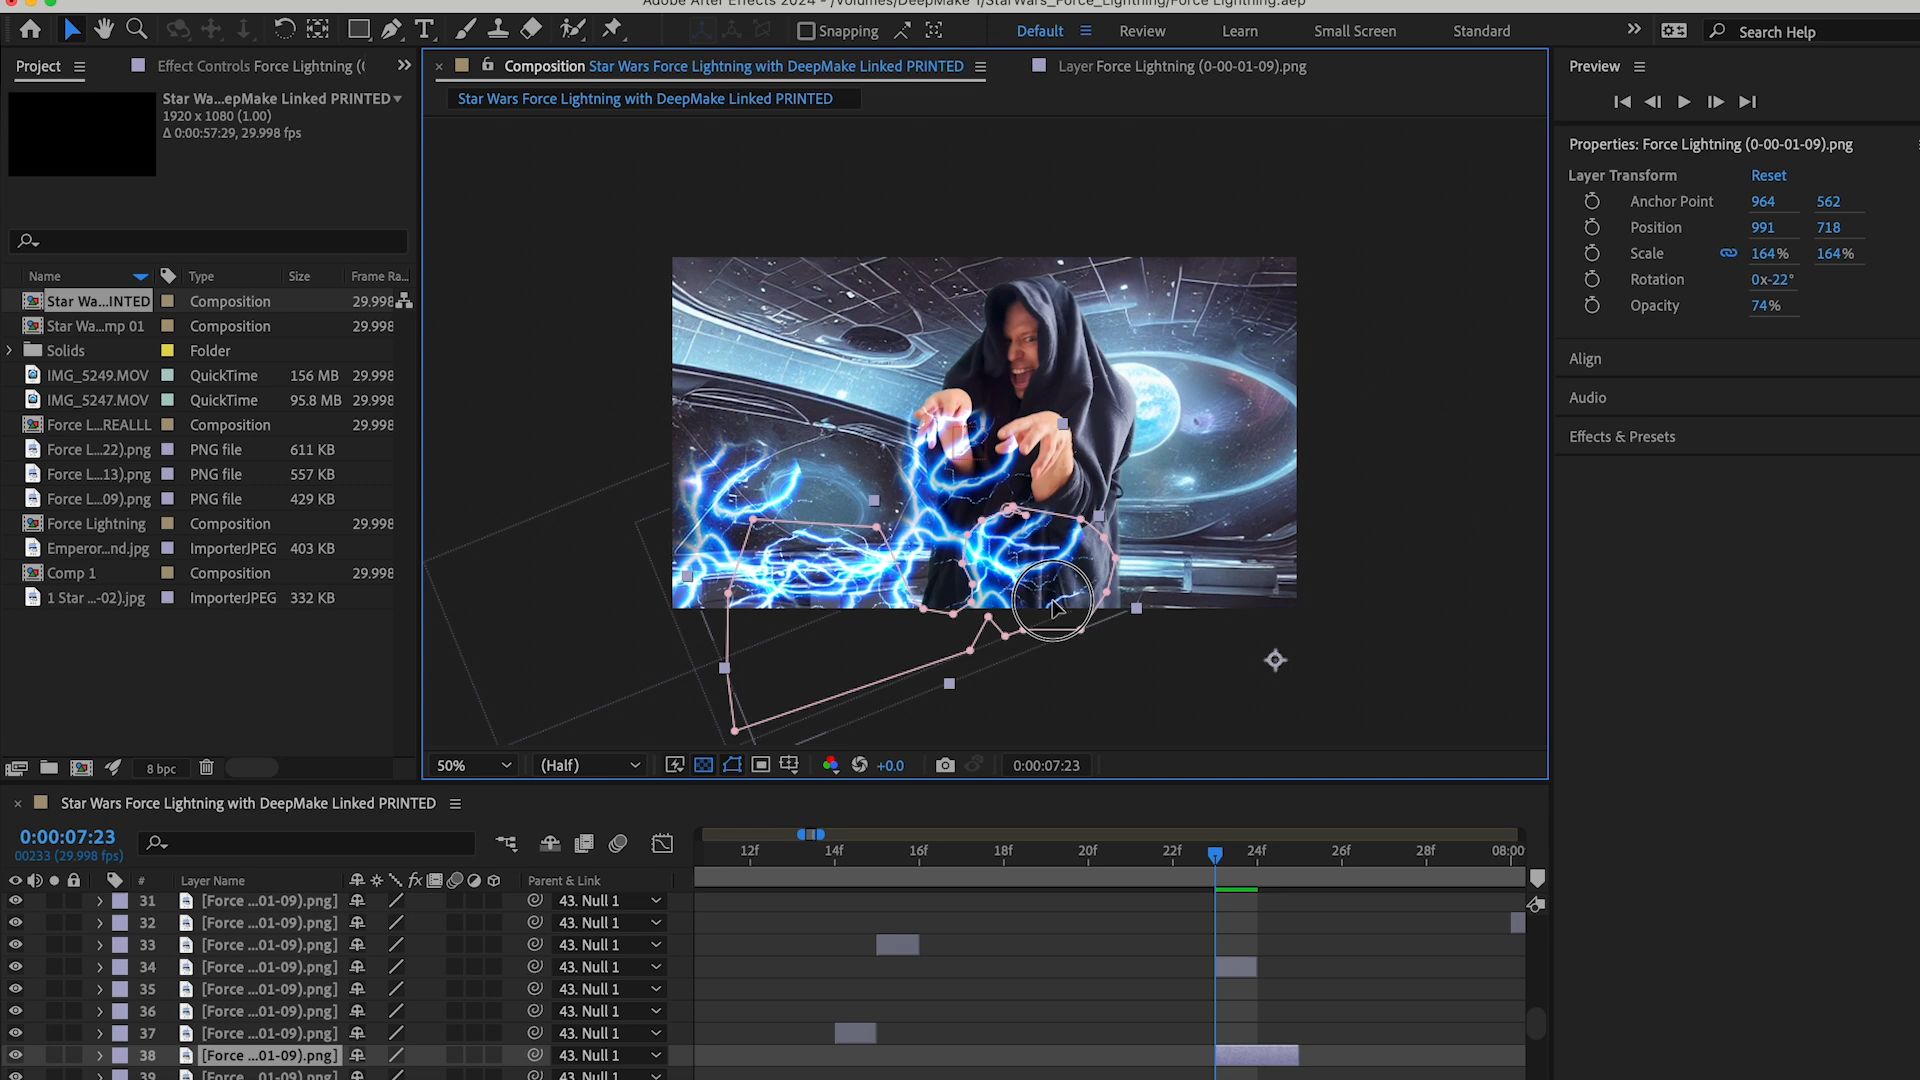 Adobe After Effects 2024 - /Volumes/DeepMake 1/StarWars_Force_Lightning/Force Lightning.aep
Snapping
Default
Review
Learn
Small Screen
Standard
Search Help
Project
Effect Controls Force Lightning (
Composition Star Wars Force Lightning with DeepMake Linked PRINTED
Layer Force Lightning (0-00-01-09).png
Star Wars Force Lightning with DeepMake Linked PRINTED
Star Wa...epMake Linked PRINTED
1920 x 1080 (1.00)
Δ 0:00:57:29, 29.998 fps
Name Type Size Frame Ra...
Star Wa...INTED Composition 29.998
Star Wa...mp 01 Composition 29.998
Solids Folder
IMG_5249.MOV QuickTime 156 MB 29.998
IMG_5247.MOV QuickTime 95.8 MB 29.998
Force L...REALLL Composition 29.998
Force L...22).png PNG file 611 KB
Force L...13).png PNG file 557 KB
Force L...09).png PNG file 429 KB
Force Lightning Composition 29.998
Emperor...nd.jpg ImporterJPEG 403 KB
Comp 1 Composition 29.998
1 Star ...-02).jpg ImporterJPEG 332 KB
8 bpc
50% (Half) +0.0 0:00:07:23
Preview
Properties: Force Lightning (0-00-01-09).png
Layer Transform Reset
Anchor Point 964 562
Position 991 718
Scale 164% 164%
Rotation 0x-22°
Opacity 74%
Align
Audio
Effects & Presets
Star Wars Force Lightning with DeepMake Linked PRINTED
0:00:07:23
00233 (29.998 fps)
12f 14f 16f 18f 20f 22f 24f 26f 28f 08:00
# Layer Name fx Parent & Link
31 [Force ...01-09).png] 43. Null 1
32 [Force ...01-09).png] 43. Null 1
33 [Force ...01-09).png] 43. Null 1
34 [Force ...01-09).png] 43. Null 1
35 [Force ...01-09).png] 43. Null 1
36 [Force ...01-09).png] 43. Null 1
37 [Force ...01-09).png] 43. Null 1
38 [Force ...01-09).png] 43. Null 1
39 [Force ...01-09).png] 43. Null 1